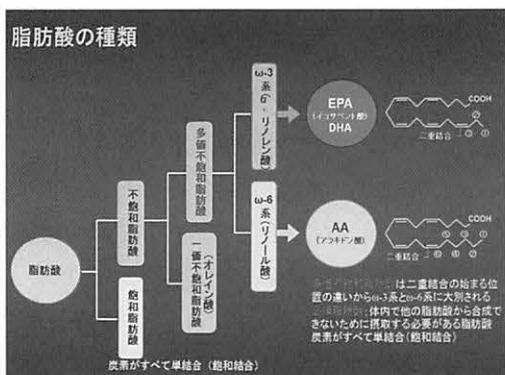 脂肪酸の種類
脂肪酸
不飽和脂肪酸
飽和脂肪酸
多価不飽和脂肪酸
一価不飽和脂肪酸
(オレイン酸)
ω-3
系(α-リノレン酸)
ω-6
系(リノール酸)
EPA
(イコサペント酸)
DHA
AA
(アラキドン酸)
COOH
②
二重結合 ③ ①
COOH
二重結合
は二重結合の始まる位
置の違いからω-3系とω-6系に大別される
体内で他の脂肪酸から合成で
きないために摂取する必要がある脂肪酸
炭素がすべて単結合(飽和結合)
炭素がすべて単結合(飽和結合)